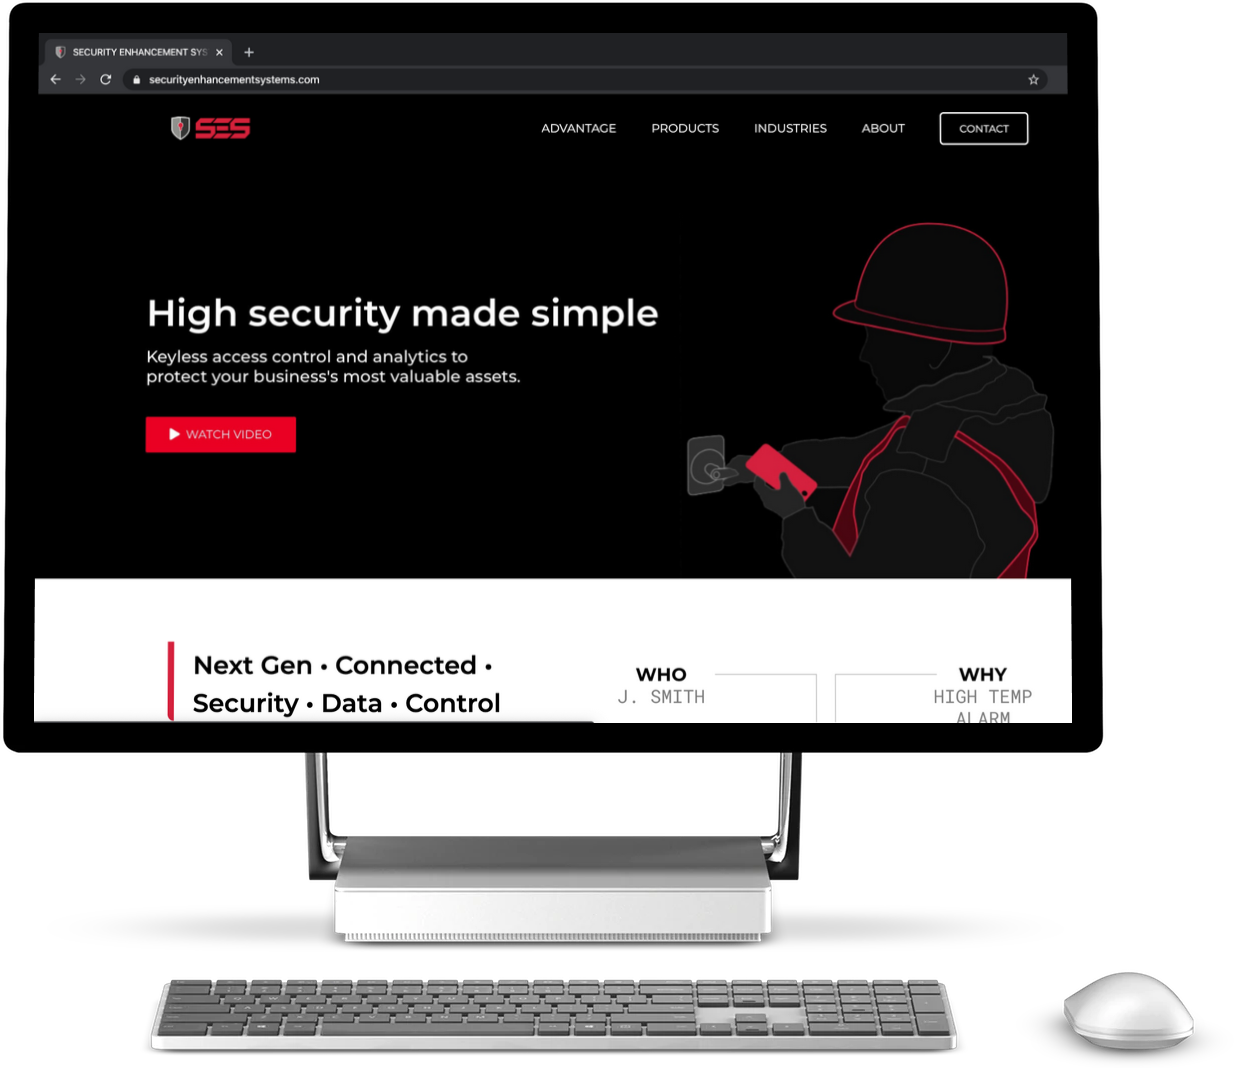 SECURITY ENHANCEMENT SYS
securityenhancementsystems.com
SES
ADVANTAGE
PRODUCTS
INDUSTRIES
ABOUT
CONTACT
High security made simple
Keyless access control and analytics to
protect your business's most valuable assets.
WATCH VIDEO
Next Gen • Connected •
Security • Data • Control
WHO
J. SMITH
WHY
HIGH TEMP
ALARM